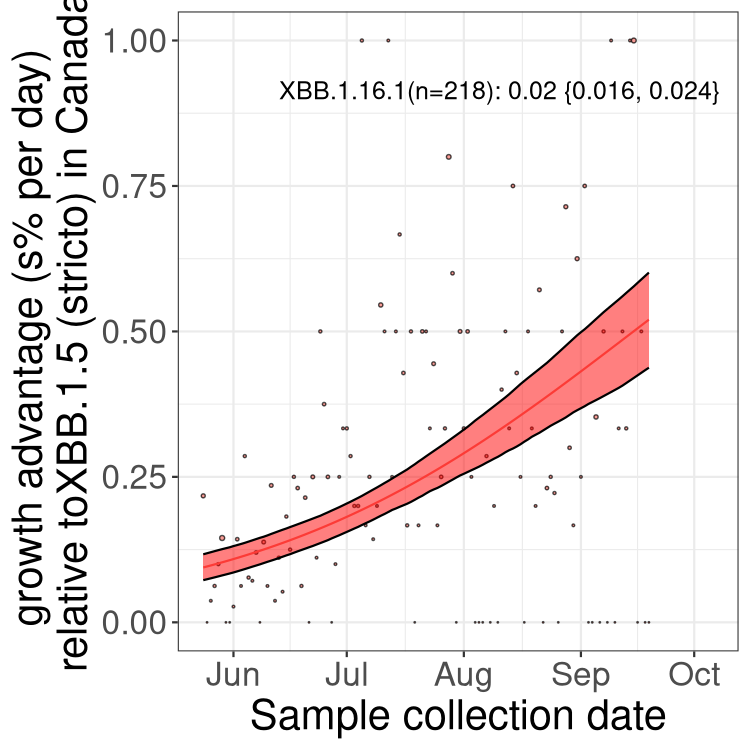 growth advantage (s% per day)
relative toXBB.1.5 (stricto) in Canada
1.00
0.75
0.50
0.25
0.00
XBB.1.16.1(n=218): 0.02 {0.016, 0.024}
Jun Jul Aug Sep Oct
Sample collection date